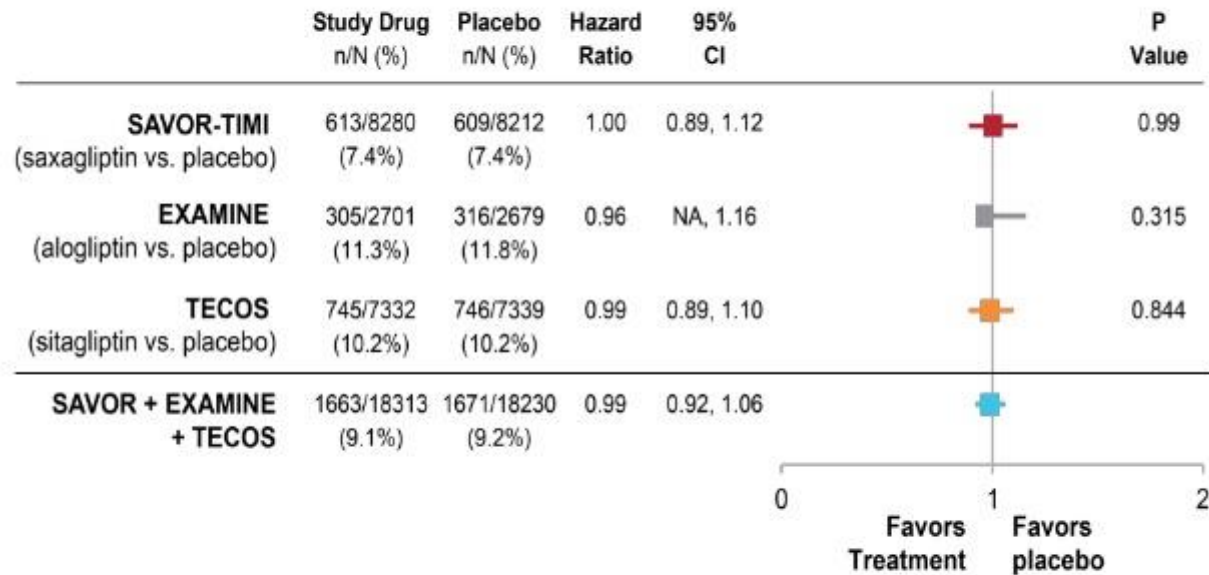 Study Drug Placebo Hazard 95% P
n/N (%) n/N (%) Ratio CI Value
SAVOR-TIMI 613/8280 609/8212 1.00 0.89, 1.12 0.99
(saxagliptin vs. placebo) (7.4%) (7.4%)
EXAMINE 305/2701 316/2679 0.96 NA, 1.16 0.315
(alogliptin vs. placebo) (11.3%) (11.8%)
TECOS 745/7332 746/7339 0.99 0.89, 1.10 0.844
(sitagliptin vs. placebo) (10.2%) (10.2%)
SAVOR + EXAMINE 1663/18313 1671/18230 0.99 0.92, 1.06
+ TECOS (9.1%) (9.2%)
0 1 2
Favors Favors
Treatment placebo